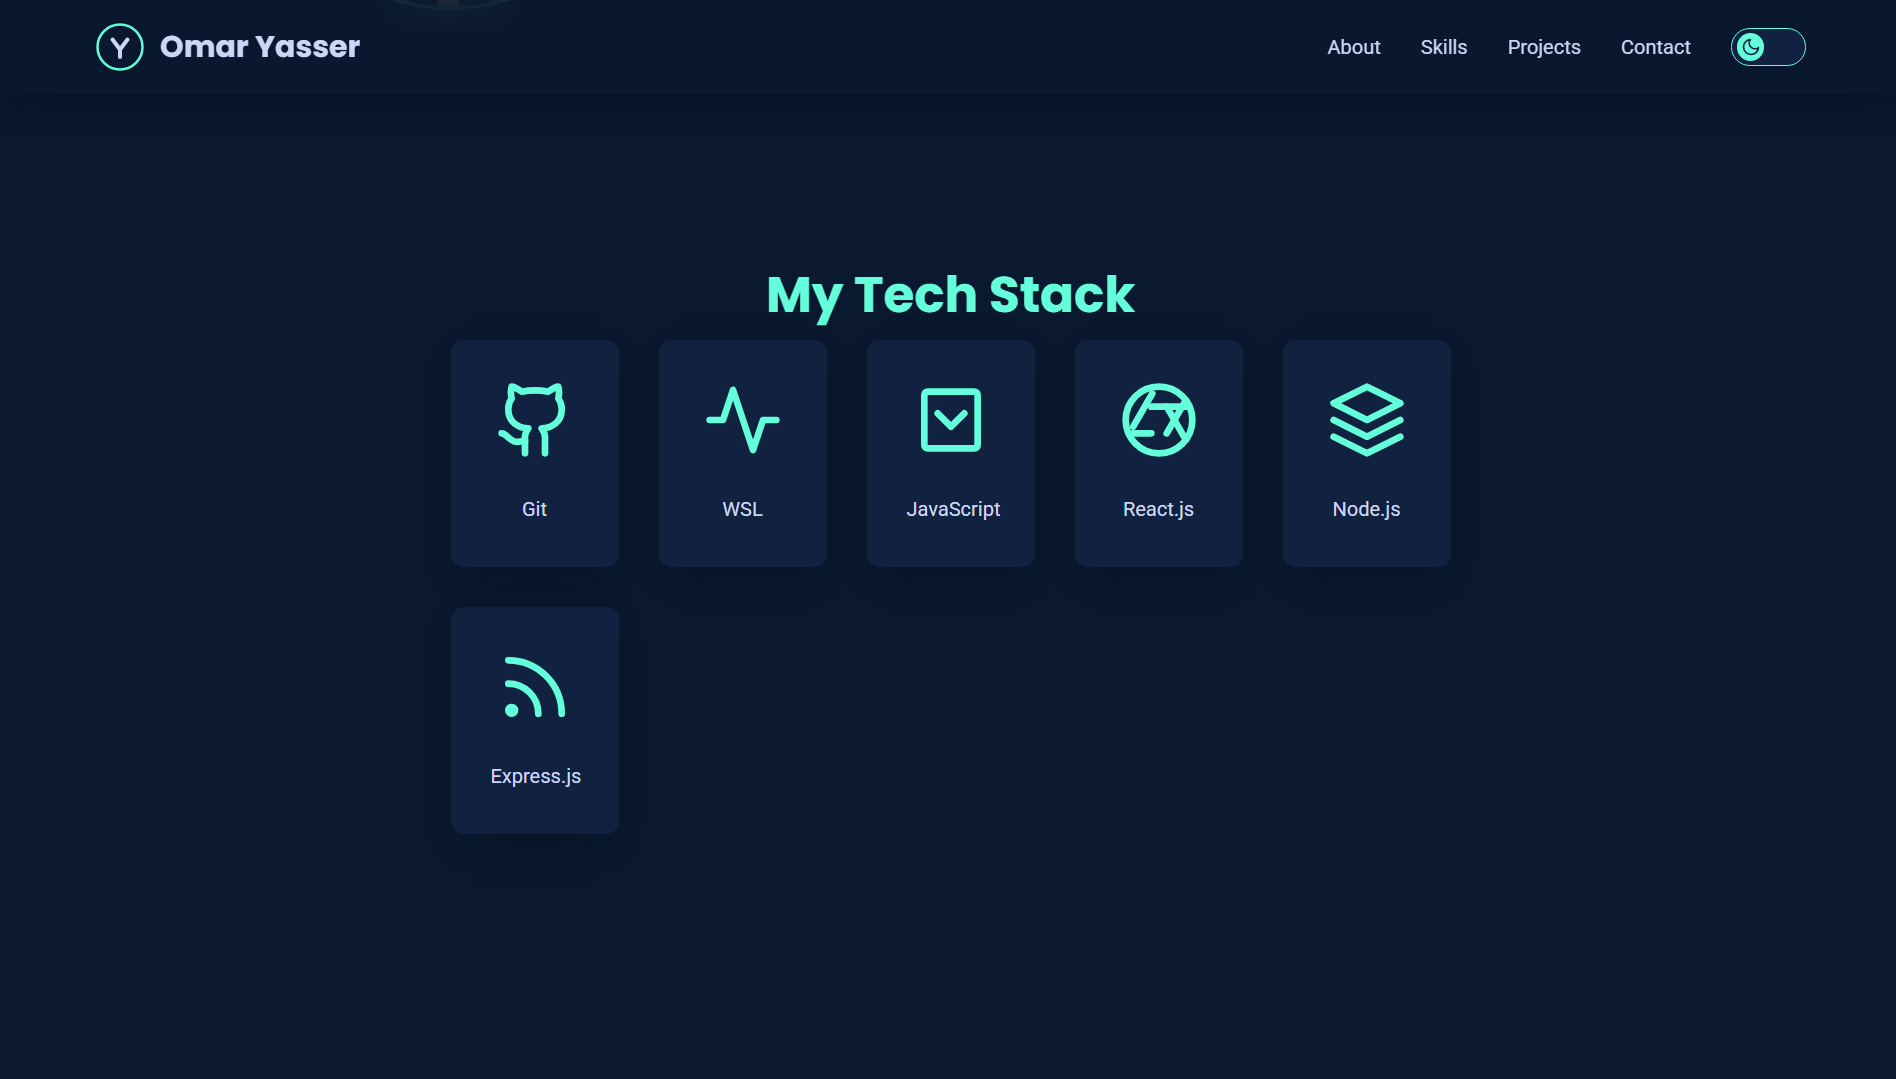 Y Omar Yasser
About Skills Projects Contact
My Tech Stack
Git WSL JavaScript React.js Node.js
Express.js